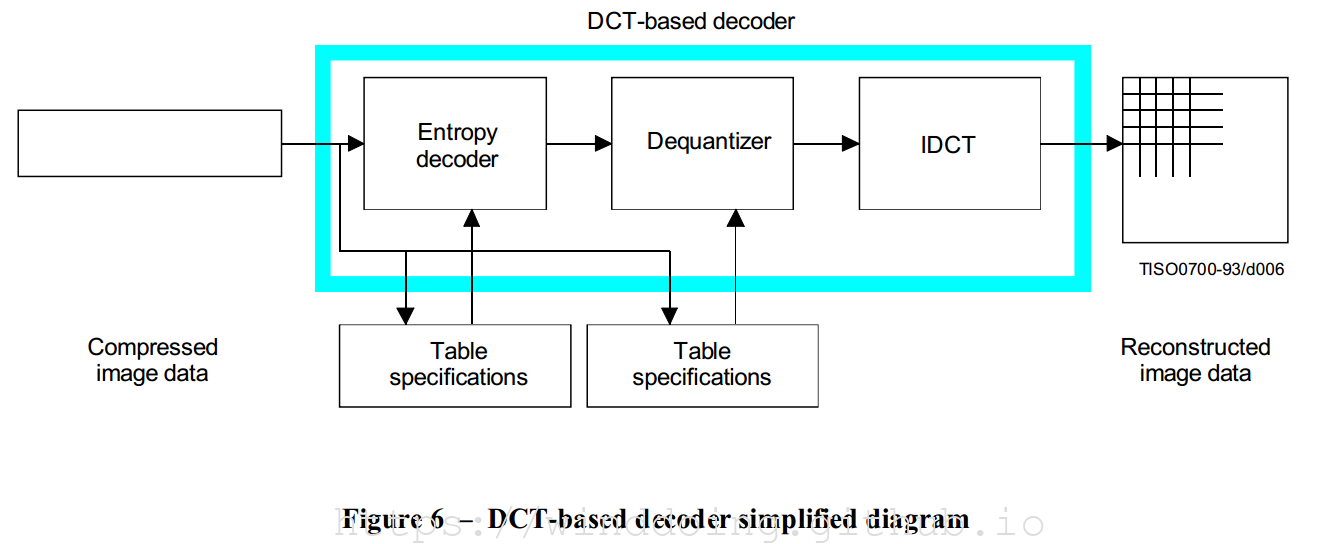 DCT-based decoder
Entropy
decoder
Dequantizer
IDCT
TISO0700-93/d006
Compressed
image data
Table
specifications
Table
specifications
Reconstructed
image data
Figure 6 – DCT-based decoder simplified diagram
https://winddoing.github.io